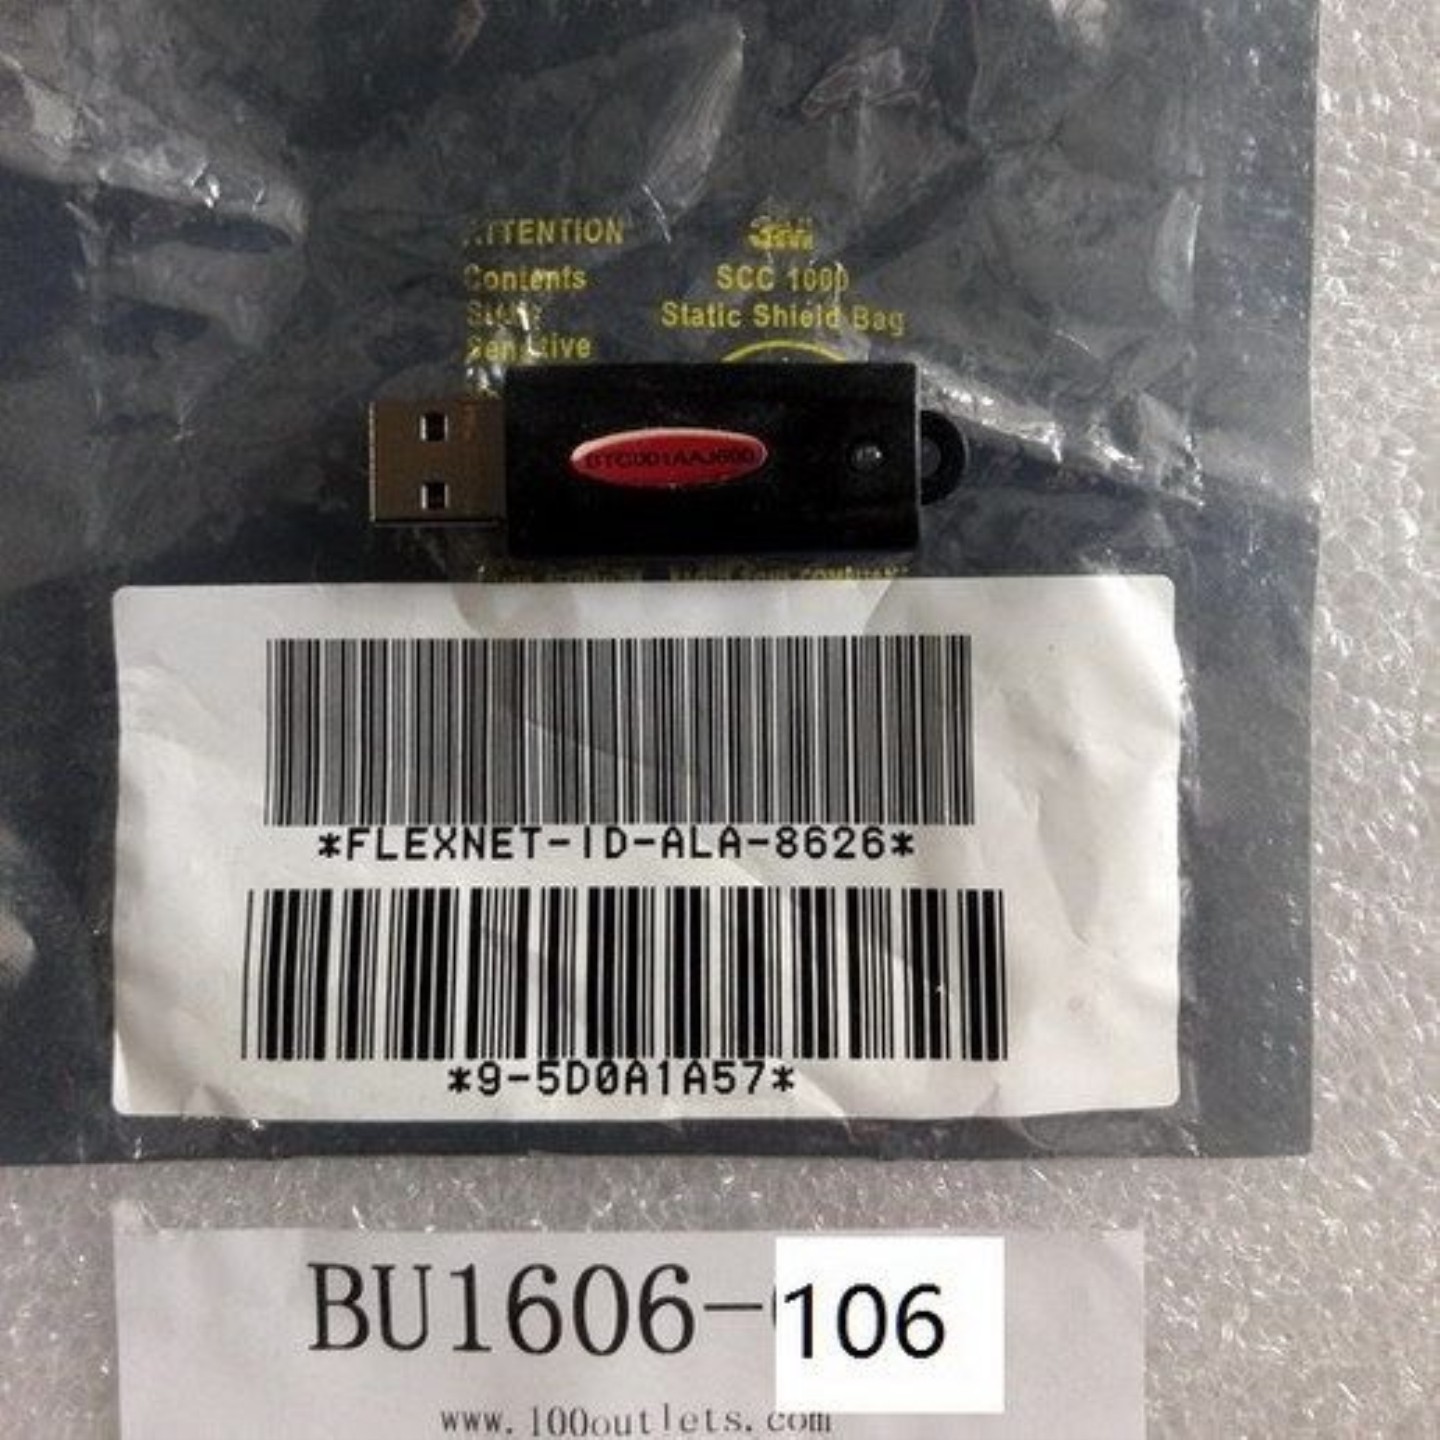 ATTENTION
Contents
Static
Sensitive
3M
SCC 1000
Static Shield Bag
*FLEXNET-ID-ALA-8626*
*9-5D0A1A57*
BU1606-106
www.100outlets.com